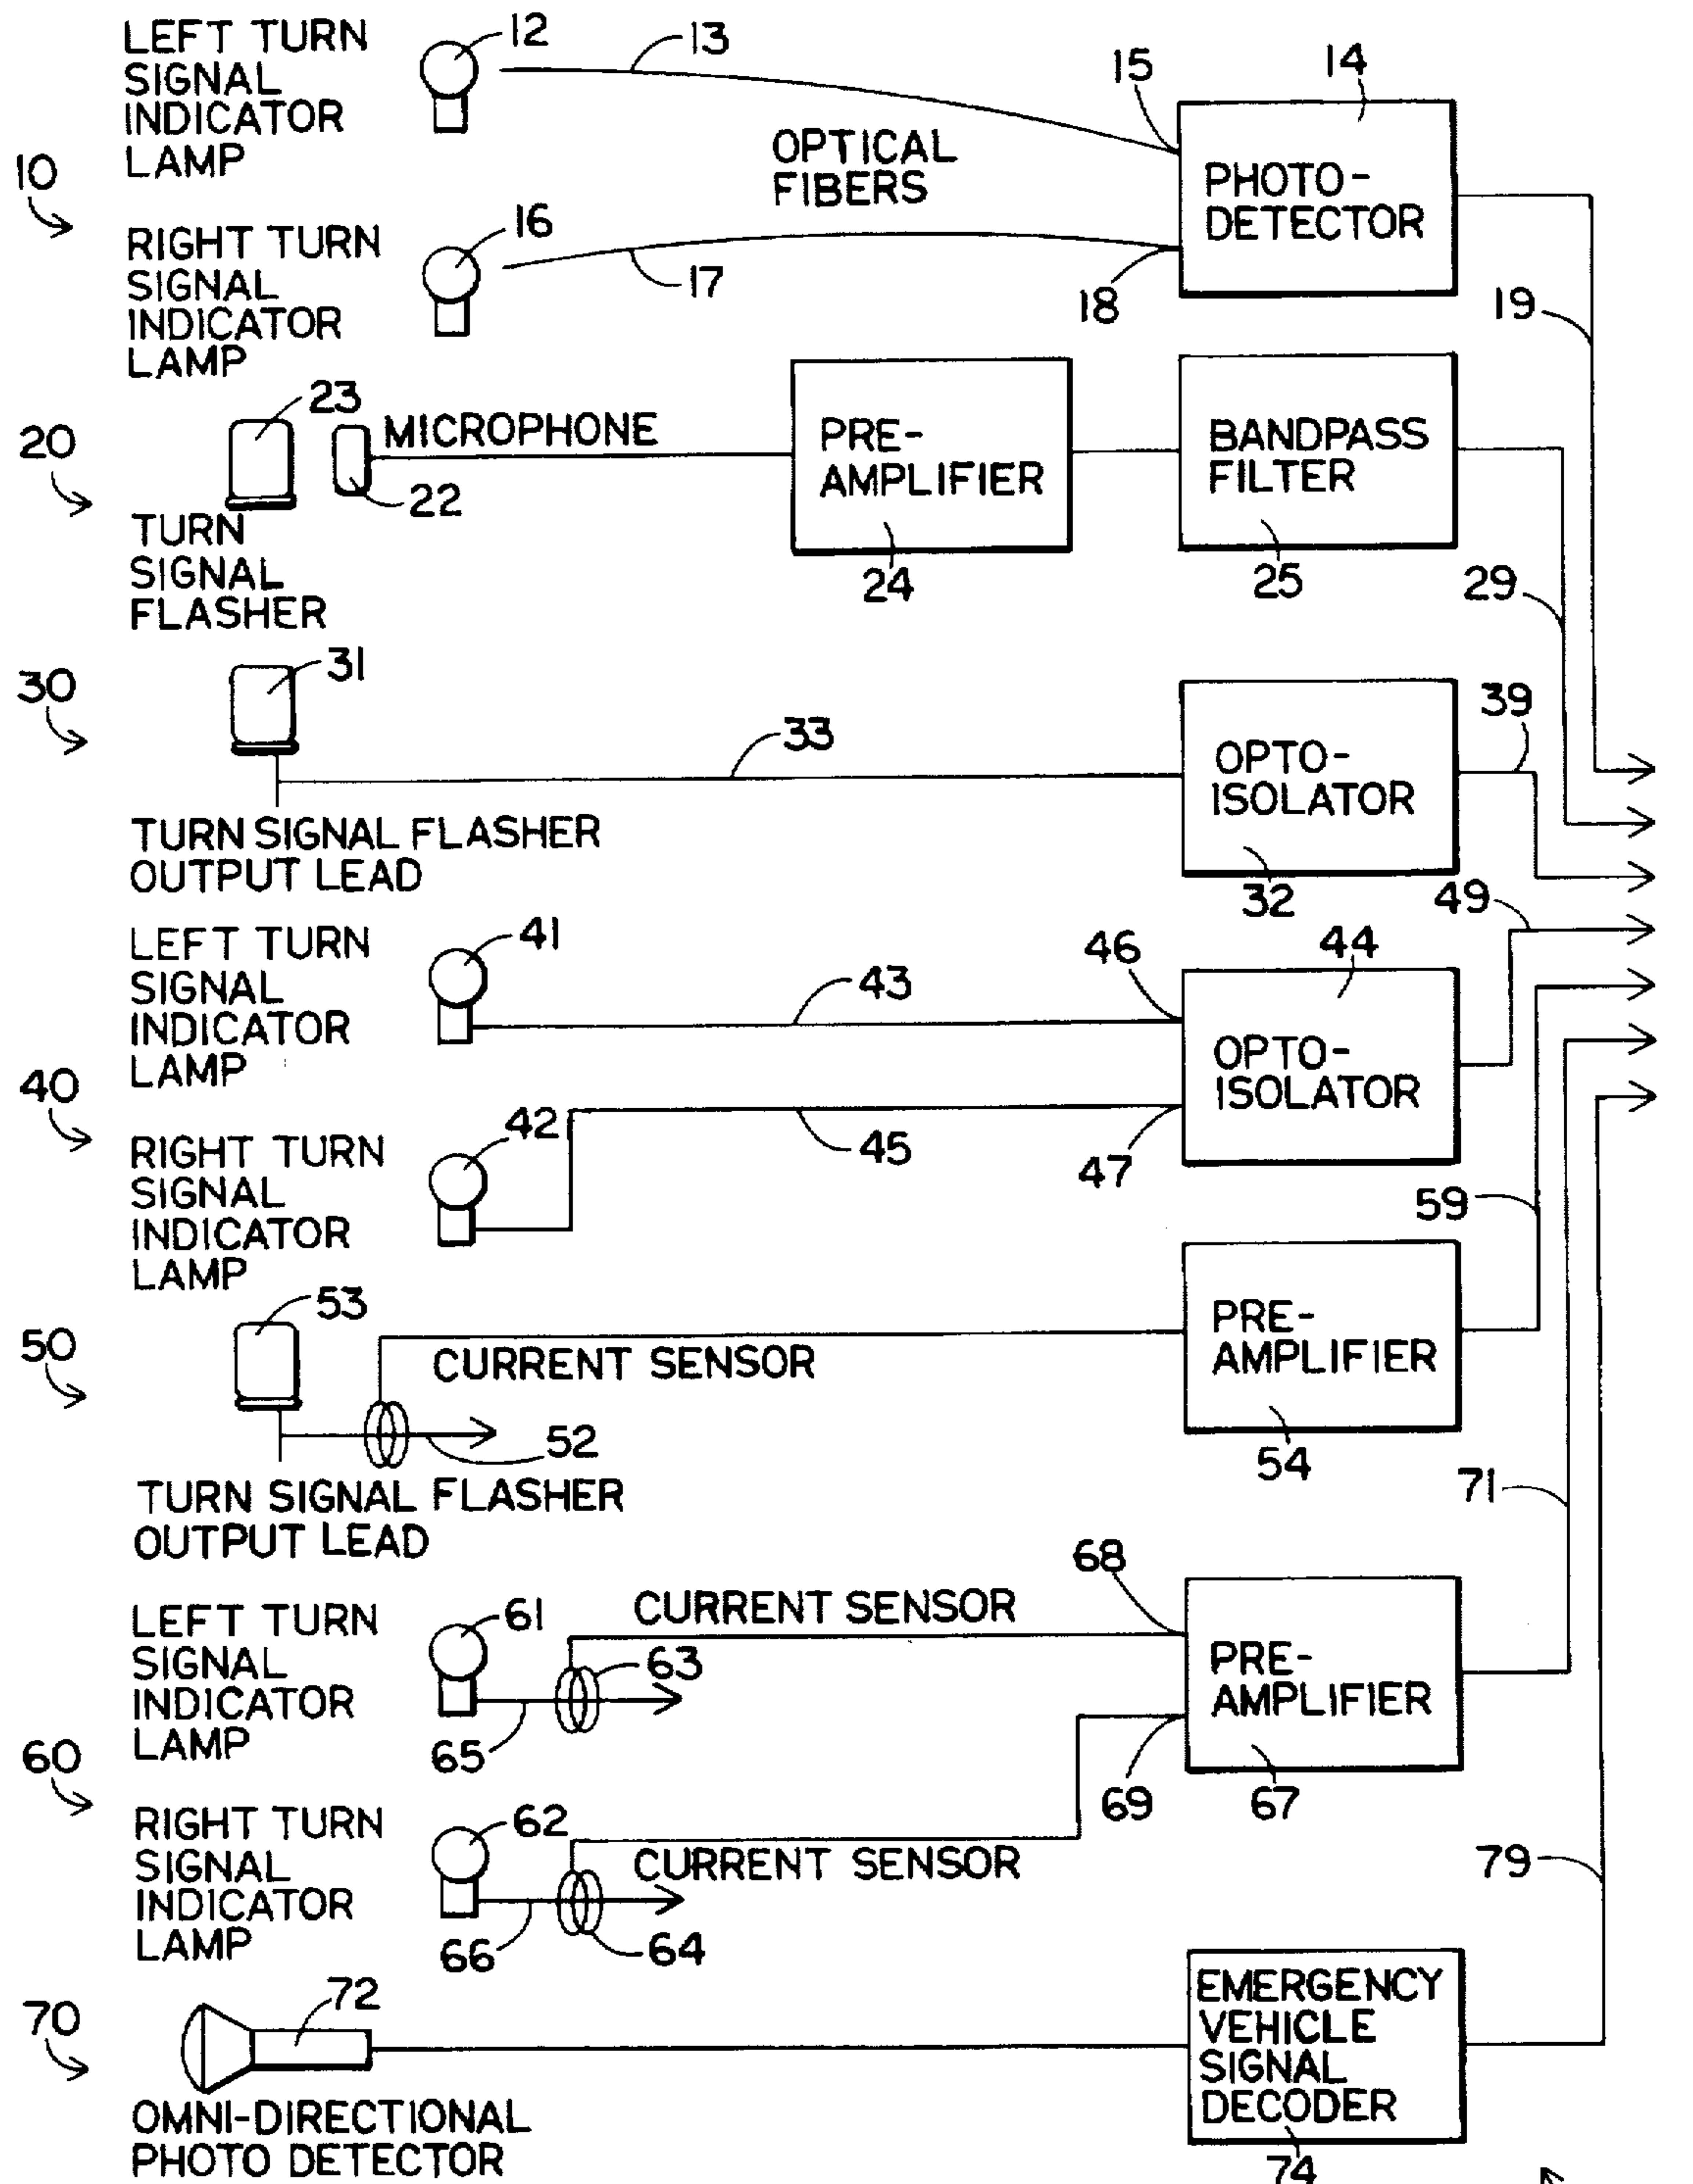 LEFT TURN
SIGNAL
INDICATOR
LAMP
12
13
15
14
OPTICAL
FIBERS
PHOTO-
DETECTOR
10
RIGHT TURN
SIGNAL
INDICATOR
LAMP
16
17
18
19
23
MICROPHONE
22
20
TURN
SIGNAL
FLASHER
PRE-
AMPLIFIER
24
BANDPASS
FILTER
25
29
30
31
33
TURN SIGNAL FLASHER
OUTPUT LEAD
OPTO-
ISOLATOR
32
39
49
LEFT TURN
SIGNAL
INDICATOR
LAMP
41
43
46
44
OPTO-
ISOLATOR
40
RIGHT TURN
SIGNAL
INDICATOR
LAMP
42
45
47
59
50
53
CURRENT SENSOR
52
TURN SIGNAL FLASHER
OUTPUT LEAD
PRE-
AMPLIFIER
54
71
LEFT TURN
SIGNAL
INDICATOR
LAMP
61
CURRENT SENSOR
63
65
68
PRE-
AMPLIFIER
67
69
60
RIGHT TURN
SIGNAL
INDICATOR
LAMP
62
CURRENT SENSOR
66
64
79
70
72
OMNI-DIRECTIONAL
PHOTO DETECTOR
EMERGENCY
VEHICLE
SIGNAL
DECODER
74